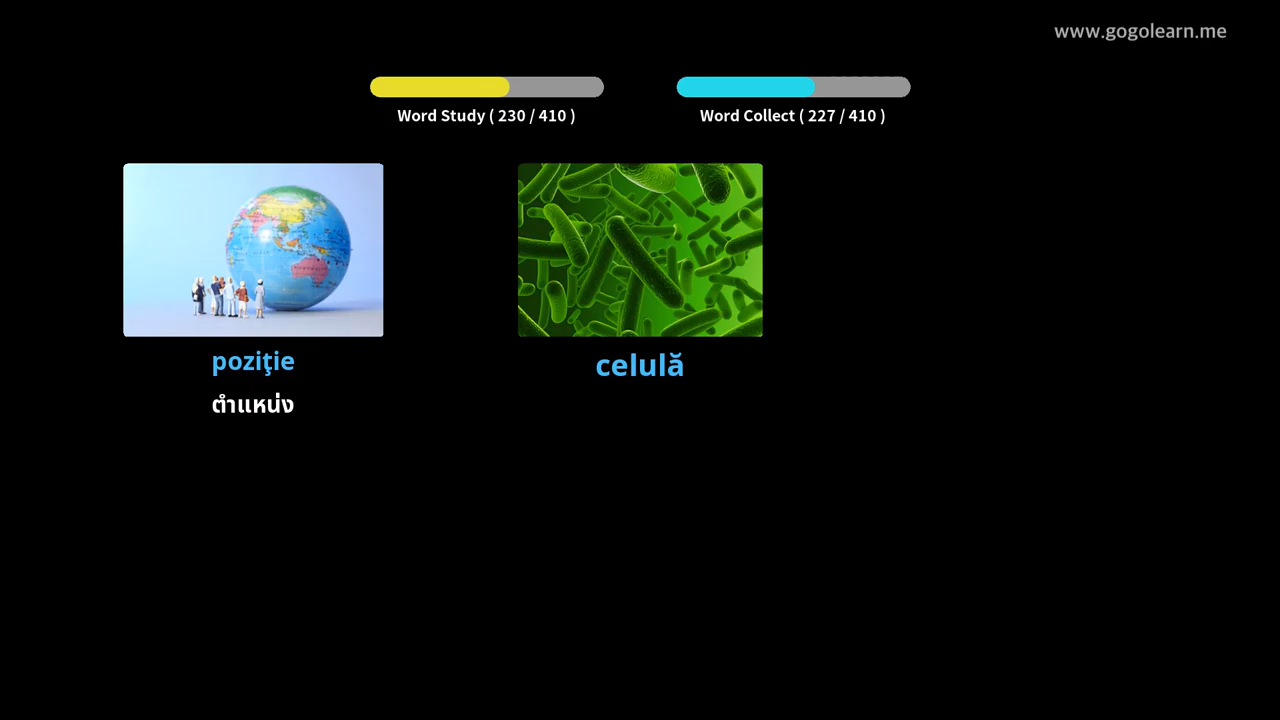 www.gogolearn.me
Word Study ( 230 / 410 )
Word Collect ( 227 / 410 )
poziţie
celulă
ตำแหน่ง